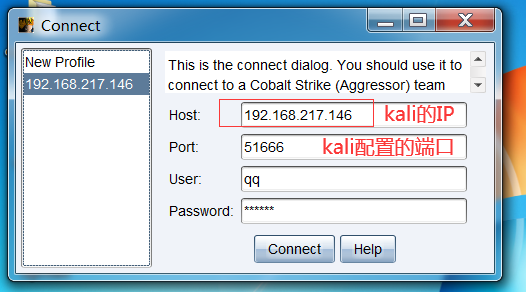 Connect
New Profile
192.168.217.146
This is the connect dialog. You should use it to
connect to a Cobalt Strike (Aggressor) team
Host: 192.168.217.146 kali的IP
Port: 51666 kali配置的端口
User: qq
Password: ******
Connect Help